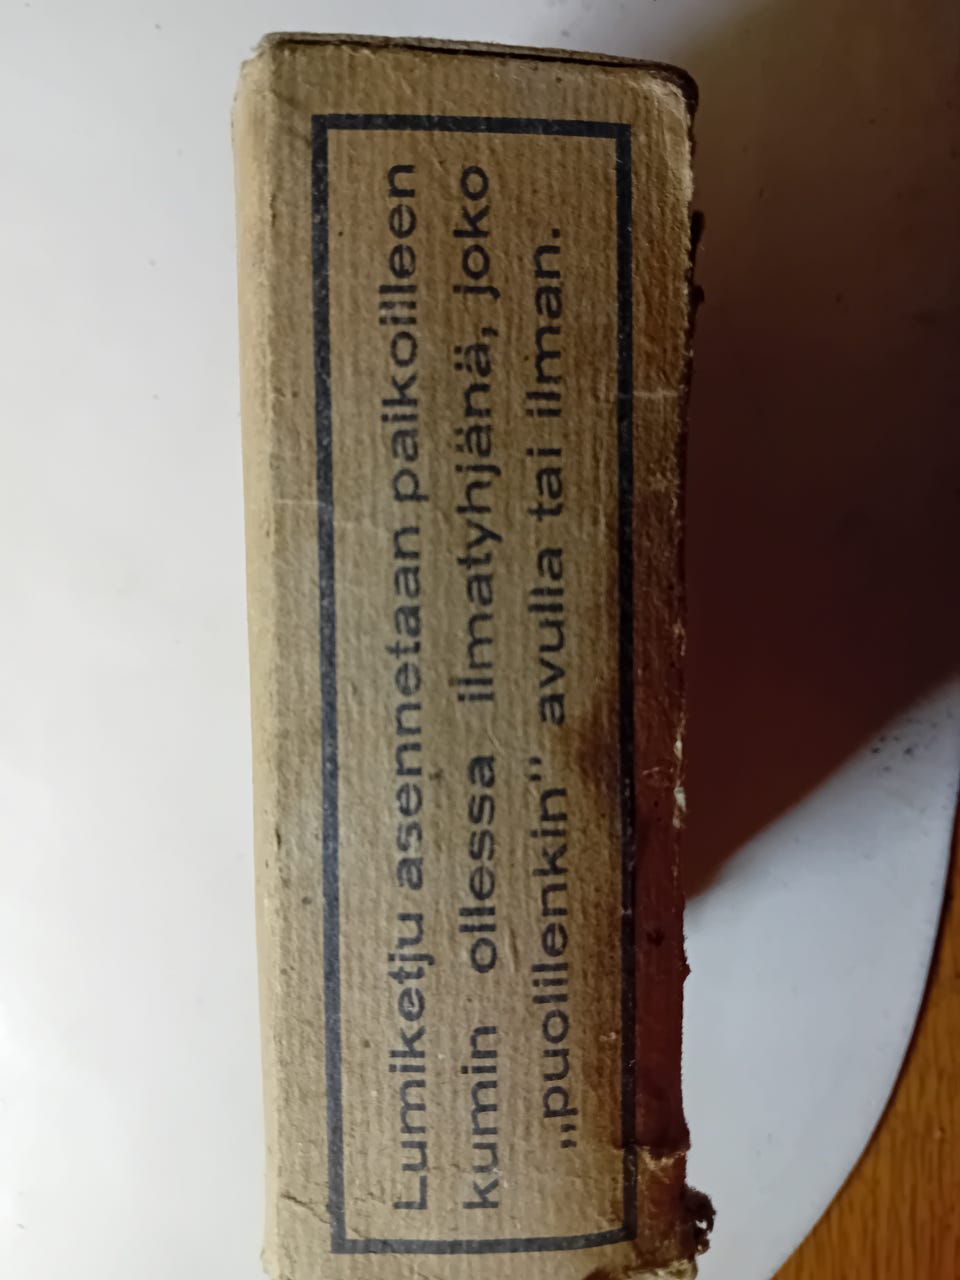 Lumiketju asennetaan paikoilleen
kumin ollessa ilmatyhjänä, joko
„puolilenkin” avulla tai ilman.